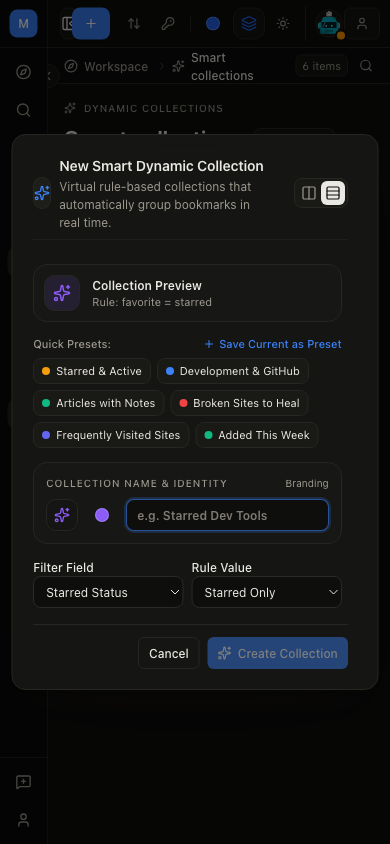 M
Workspace
Smart collections
6 items
DYNAMIC COLLECTIONS
New Smart Dynamic Collection
Virtual rule-based collections that
automatically group bookmarks in
real time.
Collection Preview
Rule: favorite = starred
Quick Presets:
Save Current as Preset
Starred & Active
Development & GitHub
Articles with Notes
Broken Sites to Heal
Frequently Visited Sites
Added This Week
COLLECTION NAME & IDENTITY
Branding
e.g. Starred Dev Tools
Filter Field
Rule Value
Starred Status
Starred Only
Cancel
Create Collection